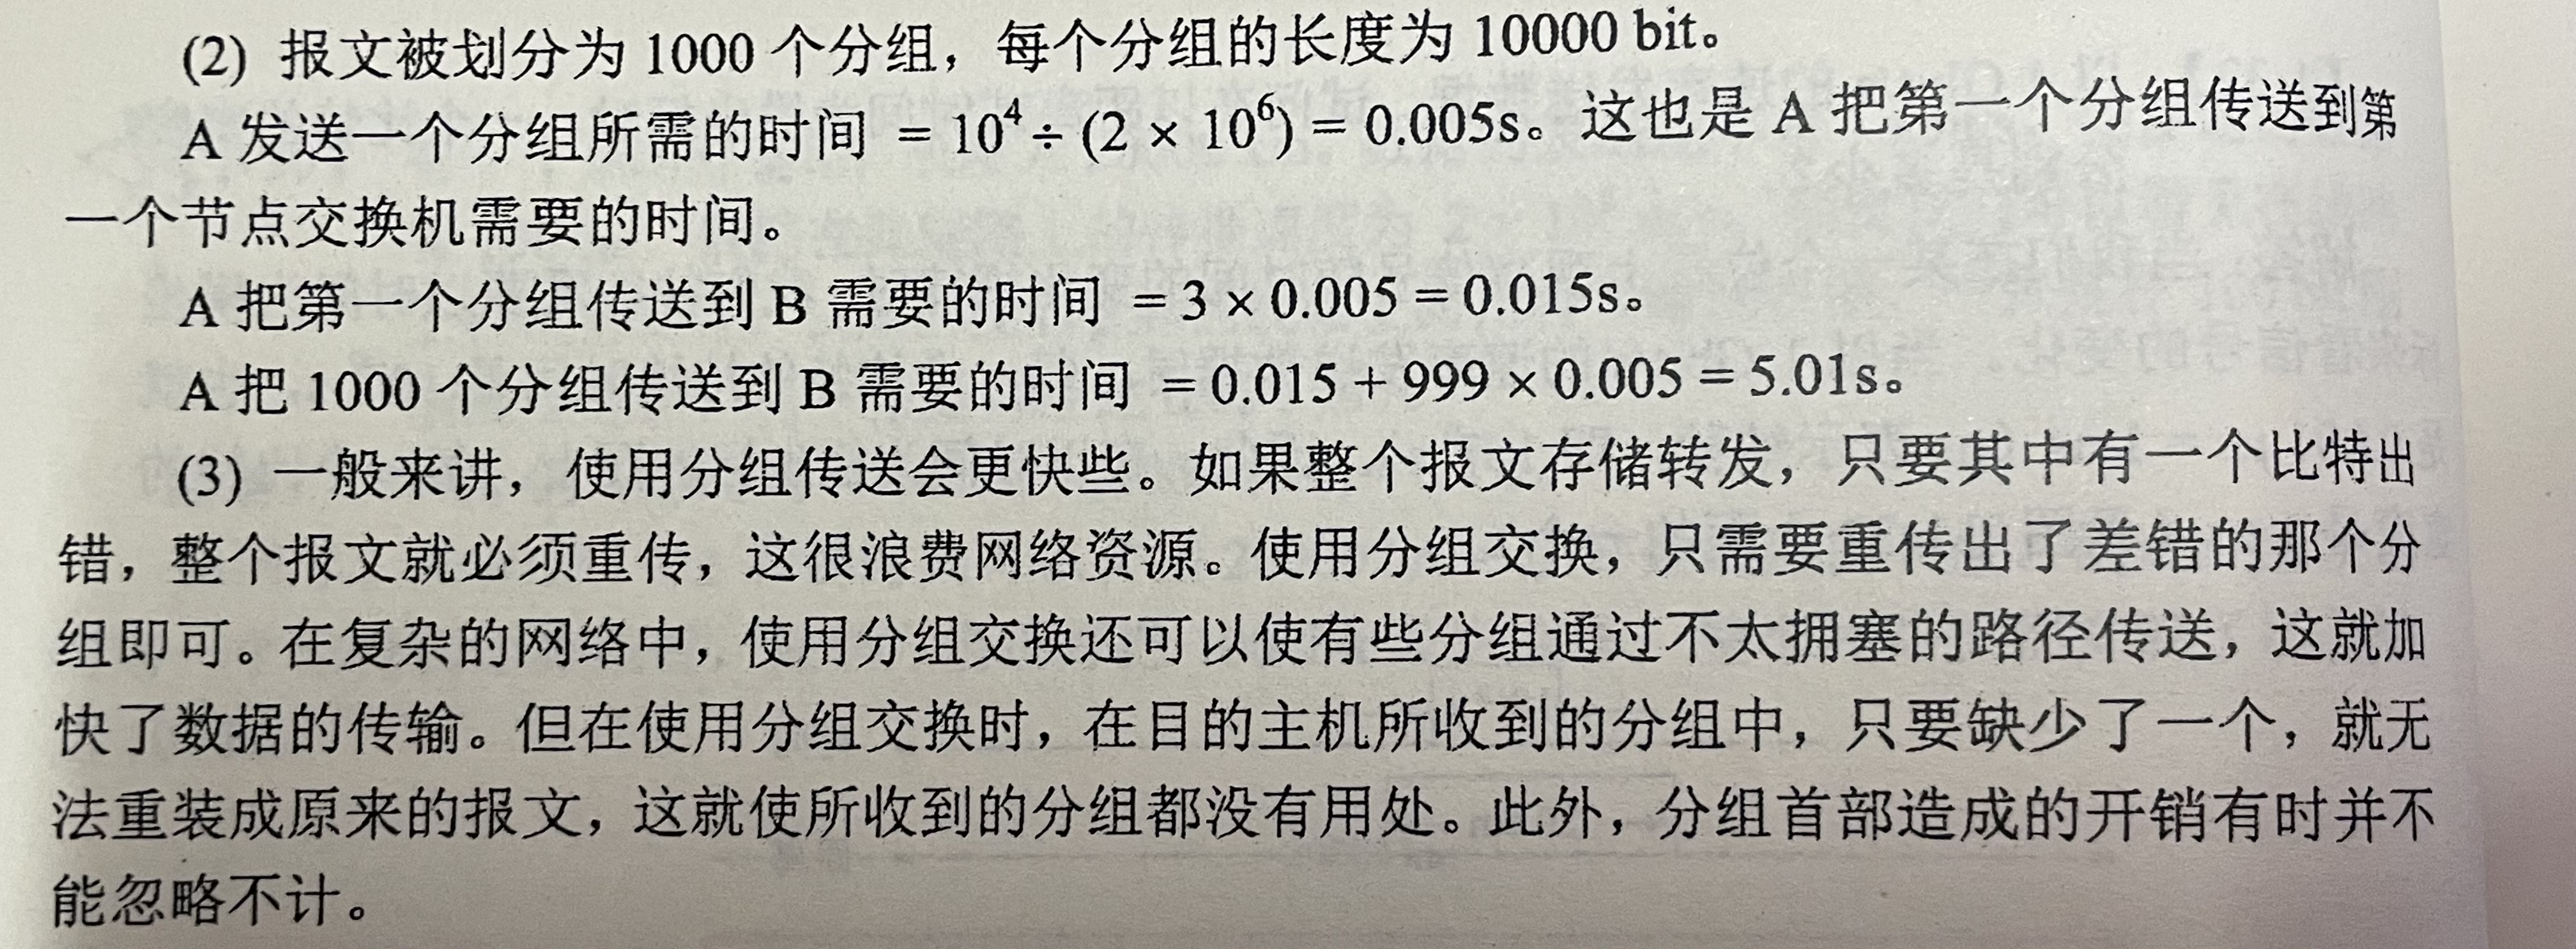 (2) 报文被划分为 1000 个分组，每个分组的长度为 10000 bit。
A 发送一个分组所需的时间 = 10⁴ ÷ (2 × 10⁶) = 0.005s。这也是 A 把第一个分组传送到第
一个节点交换机需要的时间。
A 把第一个分组传送到 B 需要的时间 = 3 × 0.005 = 0.015s。
A 把 1000 个分组传送到 B 需要的时间 = 0.015 + 999 × 0.005 = 5.01s。
(3) 一般来讲，使用分组传送会更快些。如果整个报文存储转发，只要其中有一个比特出
错，整个报文就必须重传，这很浪费网络资源。使用分组交换，只需要重传出了差错的那个分
组即可。在复杂的网络中，使用分组交换还可以使有些分组通过不太拥塞的路径传送，这就加
快了数据的传输。但在使用分组交换时，在目的主机所收到的分组中，只要缺少了一个，就无
法重装成原来的报文，这就使所收到的分组都没有用处。此外，分组首部造成的开销有时并不
能忽略不计。